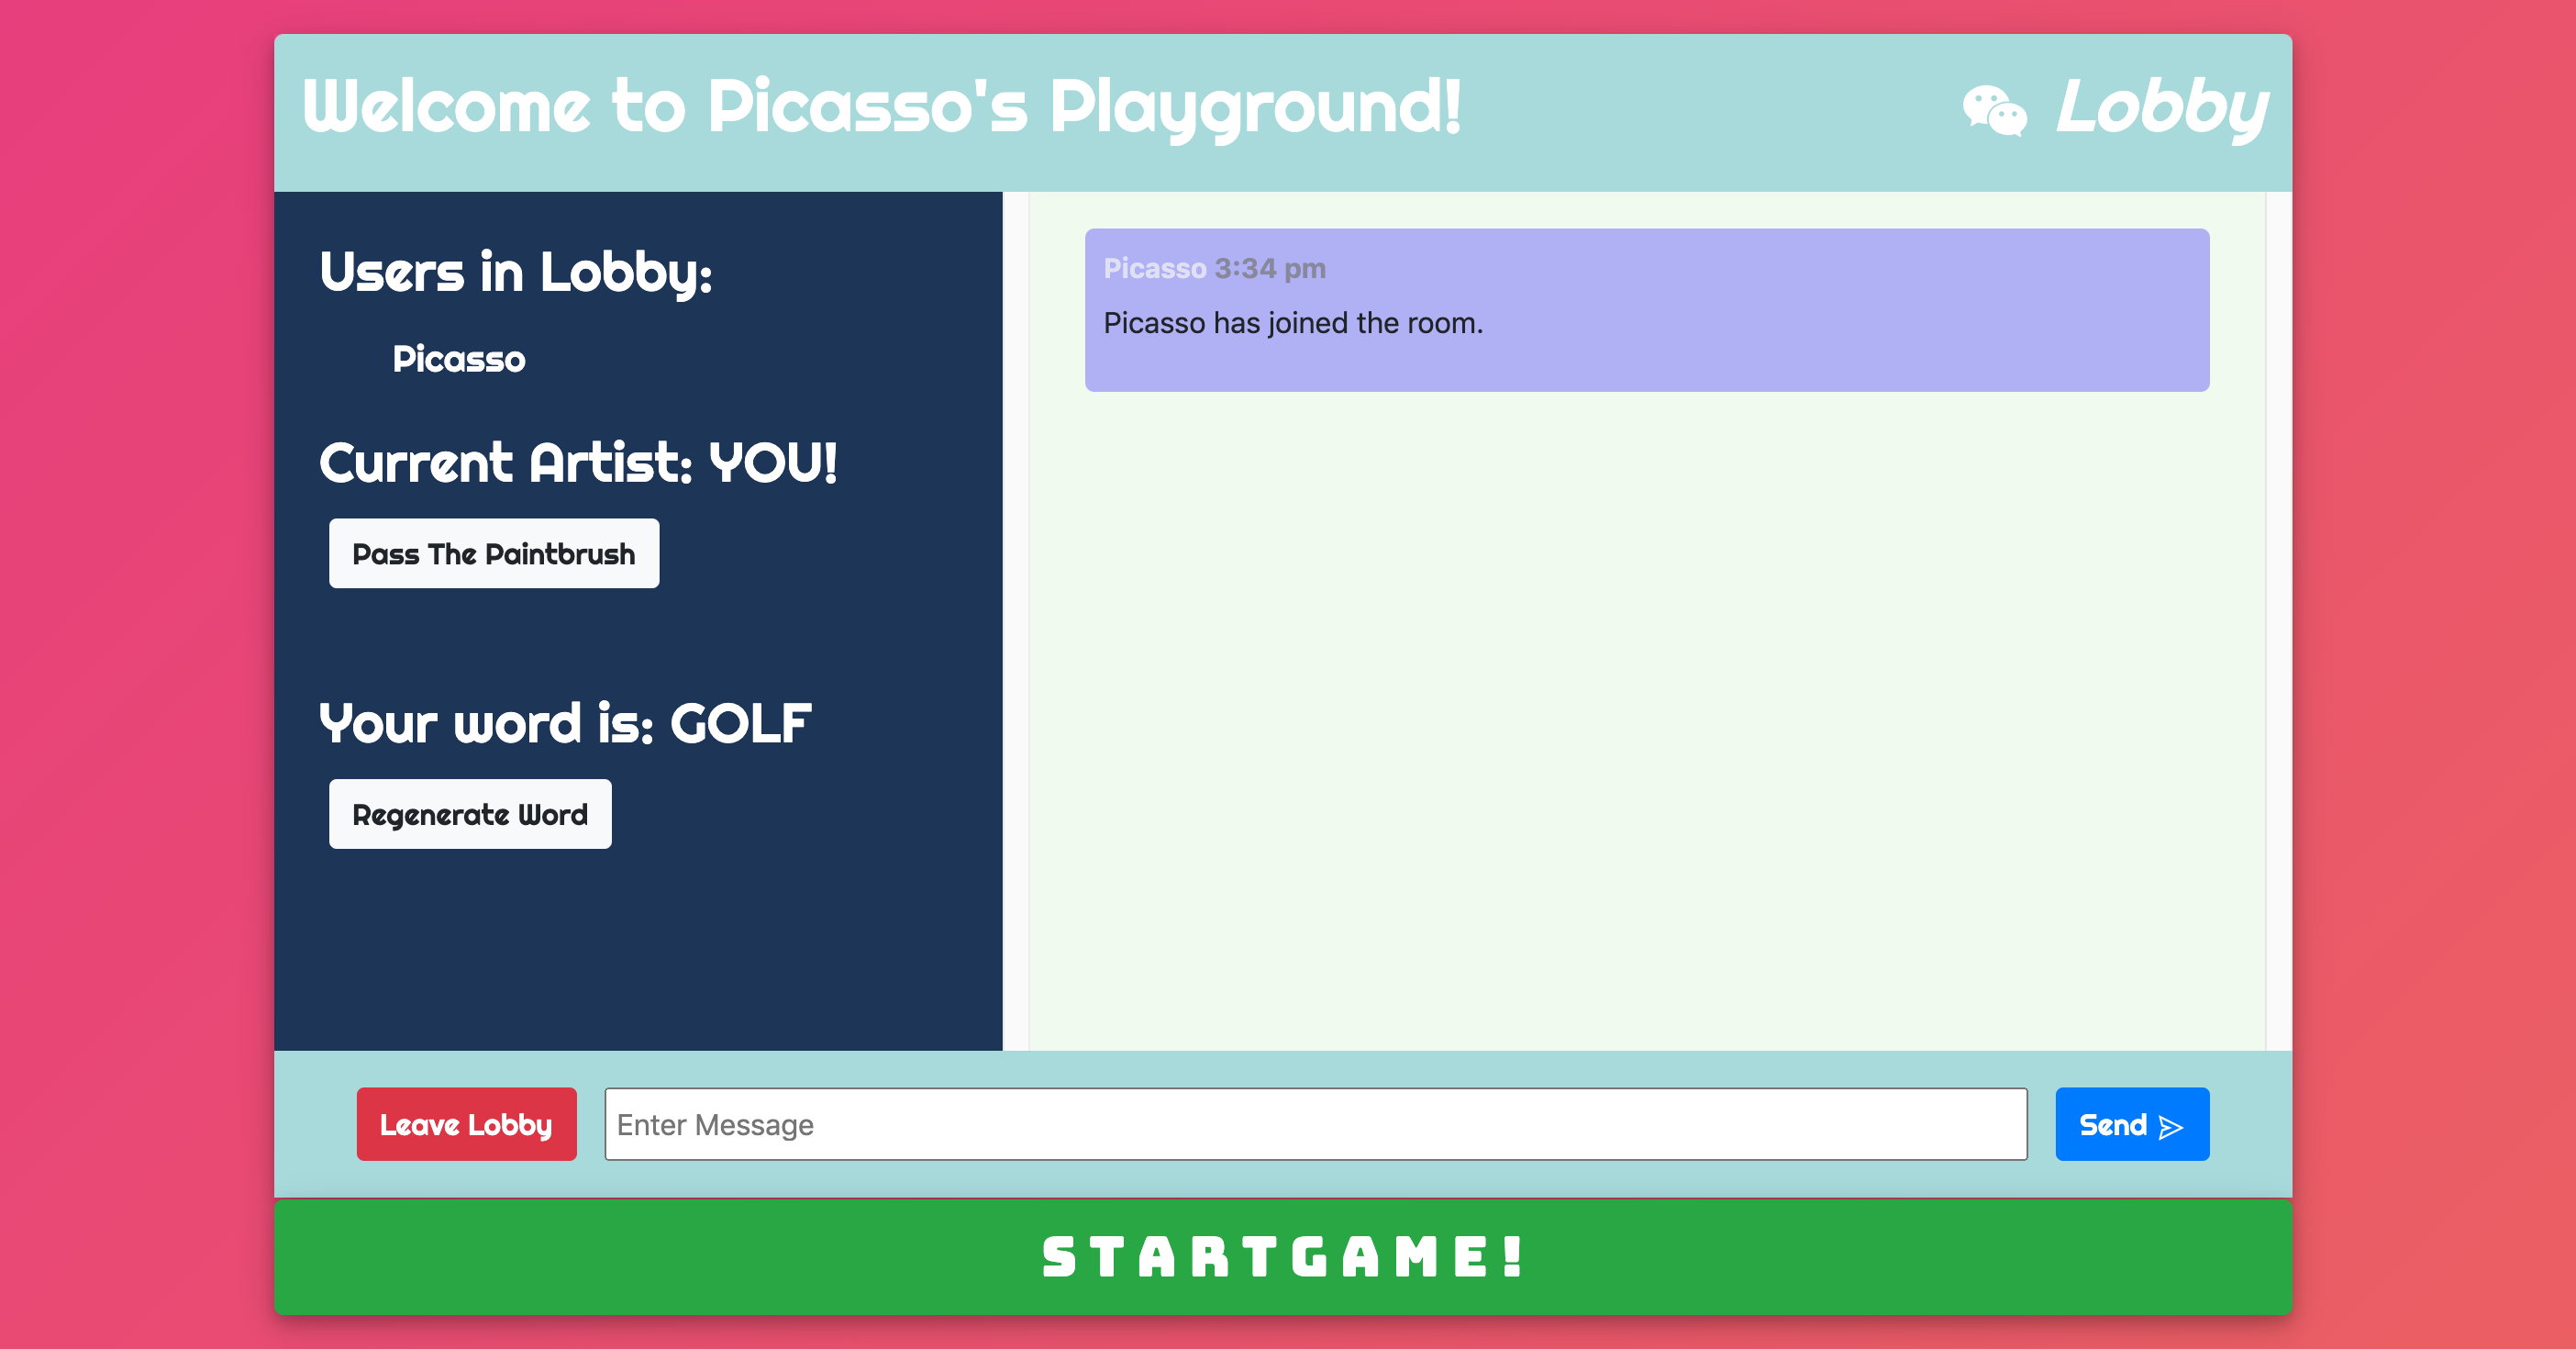 Welcome to Picasso's Playground!
Lobby
Users in Lobby:
Picasso
Current Artist: YOU!
Pass The Paintbrush
Your word is: GOLF
Regenerate Word
Picasso 3:34 pm
Picasso has joined the room.
Leave Lobby
Enter Message
Send
STARTGAME!